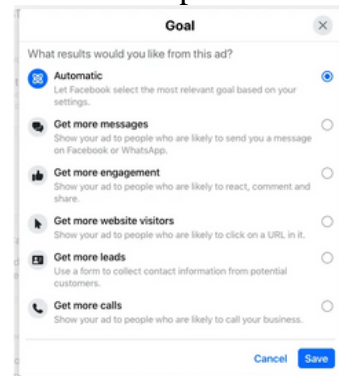 Goal
What results would you like from this ad?
Automatic
Let Facebook select the most relevant goal based on your
settings.
Get more messages
Show your ad to people who are likely to send you a message
on Facebook or WhatsApp.
Get more engagement
Show your ad to people who are likely to react, comment and
share.
Get more website visitors
Show your ad to people who are likely to click on a URL in it.
Get more leads
Use a form to collect contact information from potential
customers.
Get more calls
Show your ad to people who are likely to call your business.
Cancel Save